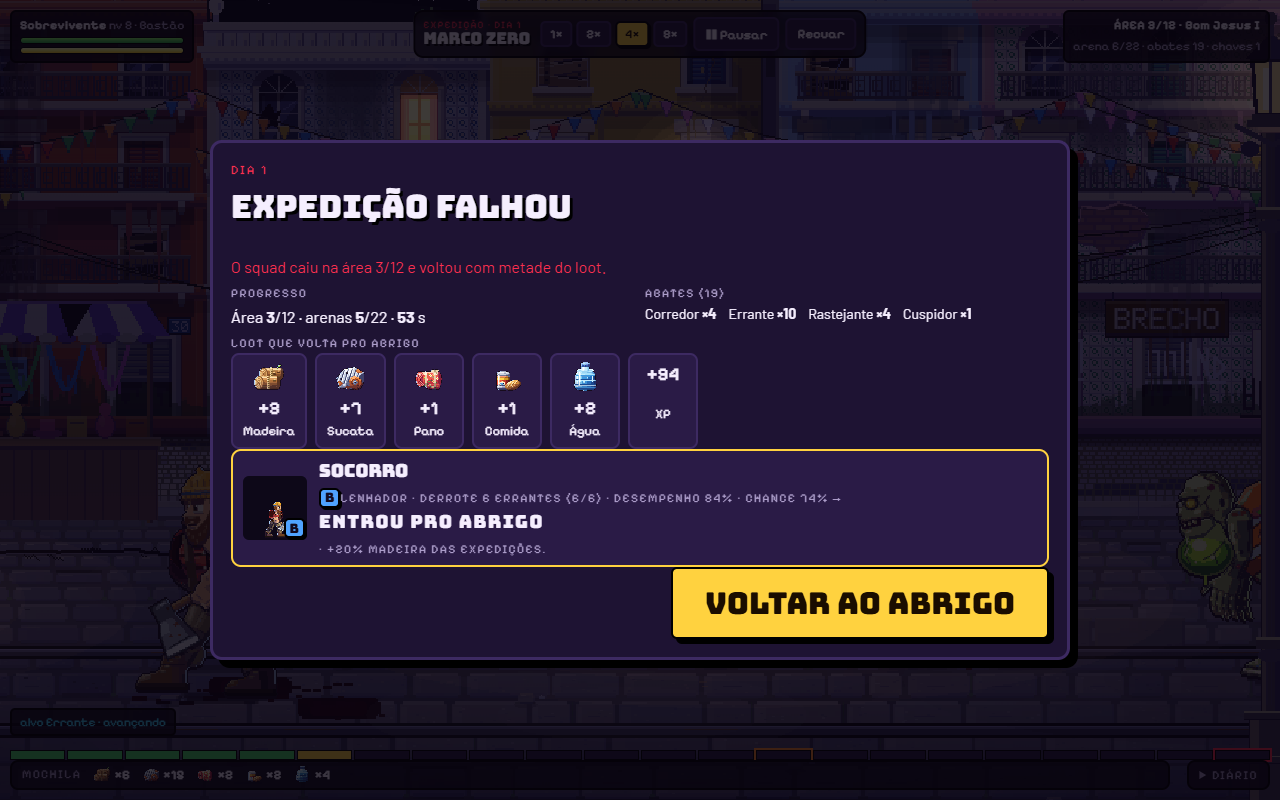 Sobrevivente nv 8 · Bastão
EXPEDIÇÃO · DIA 1
MARCO ZERO
1×
2×
4×
8×
Pausar
Recuar
ÁREA 3/12 · Bom Jesus I
arena 6/22 · abates 19 · chaves 1
DIA 1
EXPEDIÇÃO FALHOU
O squad caiu na área 3/12 e voltou com metade do loot.
PROGRESSO
Área 3/12 · arenas 5/22 · 53 s
ABATES (19)
Corredor ×4 Errante ×10 Rastejante ×4 Cuspidor ×1
LOOT QUE VOLTA PRO ABRIGO
+3
Madeira
+7
Sucata
+1
Pano
+1
Comida
+2
Água
+94
XP
SOCORRO
B LENHADOR · DERROTE 6 ERRANTES (6/6) · DESEMPENHO 84% · CHANCE 74% →
B
ENTROU PRO ABRIGO
· +20% MADEIRA DAS EXPEDIÇÕES.
VOLTAR AO ABRIGO
30
BRECHO
alvo Errante · avançando
MOCHILA ×6 ×18 ×2 ×2 ×4
▶ DIÁRIO